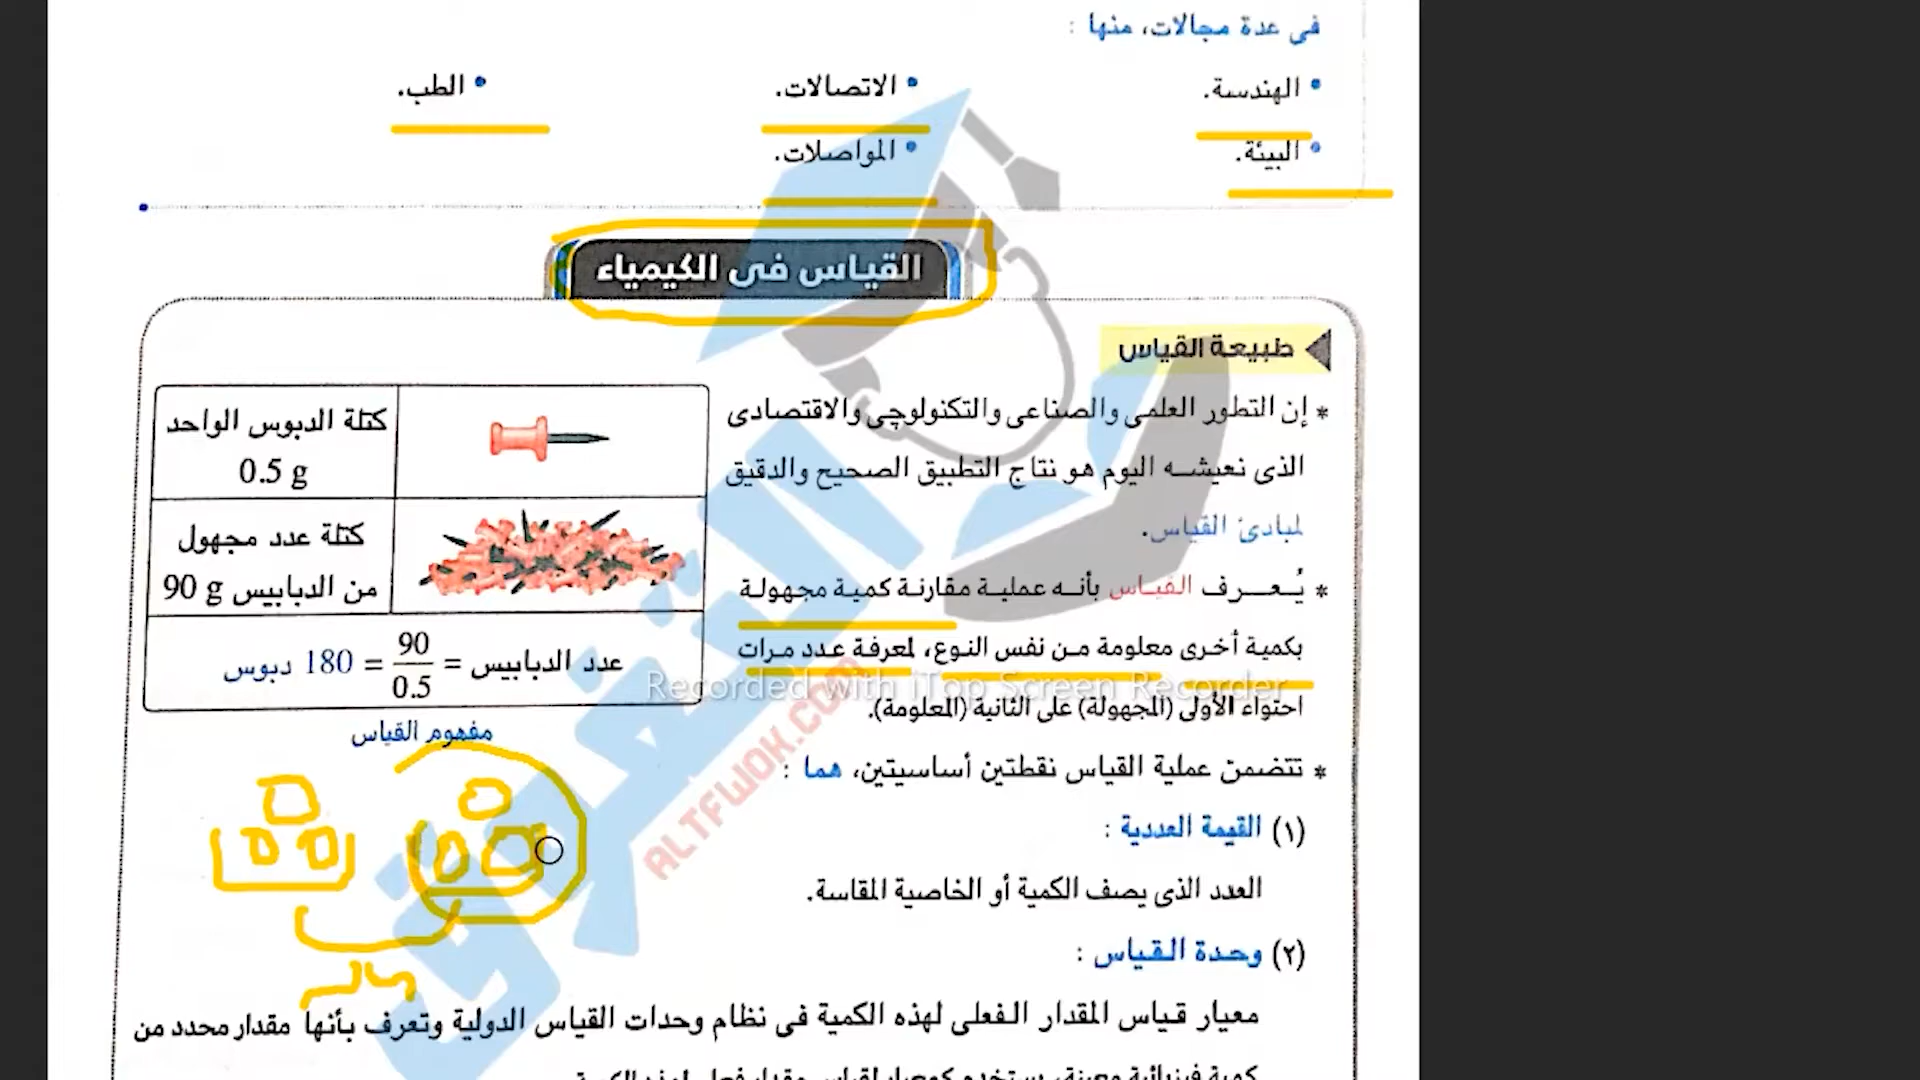 فى عدة مجالات، منها :
• الهندسة. • الاتصالات. • الطب.
• البيئة. • المواصلات.
القياس فى الكيمياء
طبيعة القياس
* إن التطور العلمى والصناعى والتكنولوچى والاقتصادى
الذى نعيشه اليوم هو نتاج التطبيق الصحيح والدقيق
لمبادئ القياس.
* يُعرف القياس بأنه عملية مقارنة كمية مجهولة
بكمية أخرى معلومة من نفس النوع، لمعرفة عدد مرات
احتواء الأولى (المجهولة) على الثانية (المعلومة).
كتلة الدبوس الواحد
0.5 g
كتلة عدد مجهول
من الدبابيس 90 g
عدد الدبابيس = 90/0.5 = 180 دبوس
مفهوم القياس
Recorded with iTop Screen Recorder
ALTFWOK.COM
* تتضمن عملية القياس نقطتين أساسيتين، هما :
(١) القيمة العددية :
العدد الذى يصف الكمية أو الخاصية المقاسة.
(٢) وحدة القياس :
معيار قياس المقدار الفعلى لهذه الكمية فى نظام وحدات القياس الدولية وتعرف بأنها مقدار محدد من